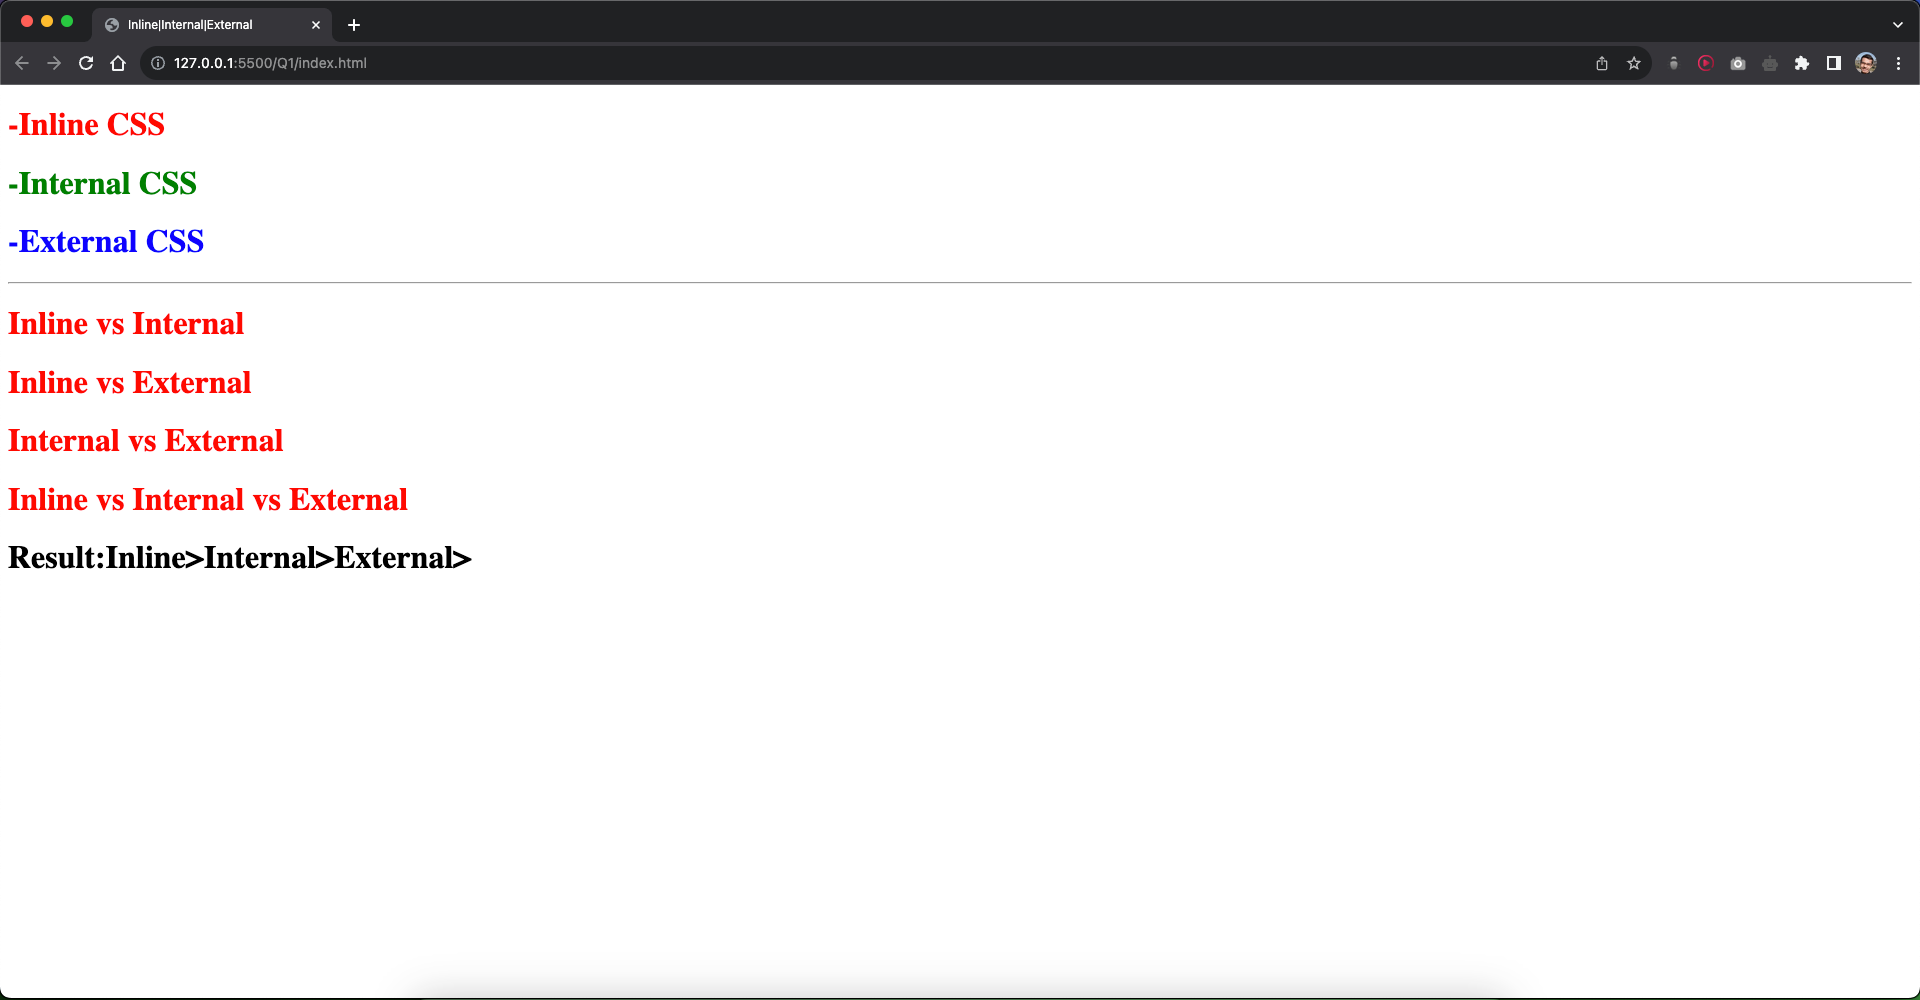 Inline|Internal|External
127.0.0.1:5500/Q1/index.html
-Inline CSS
-Internal CSS
-External CSS
Inline vs Internal
Inline vs External
Internal vs External
Inline vs Internal vs External
Result:Inline>Internal>External>